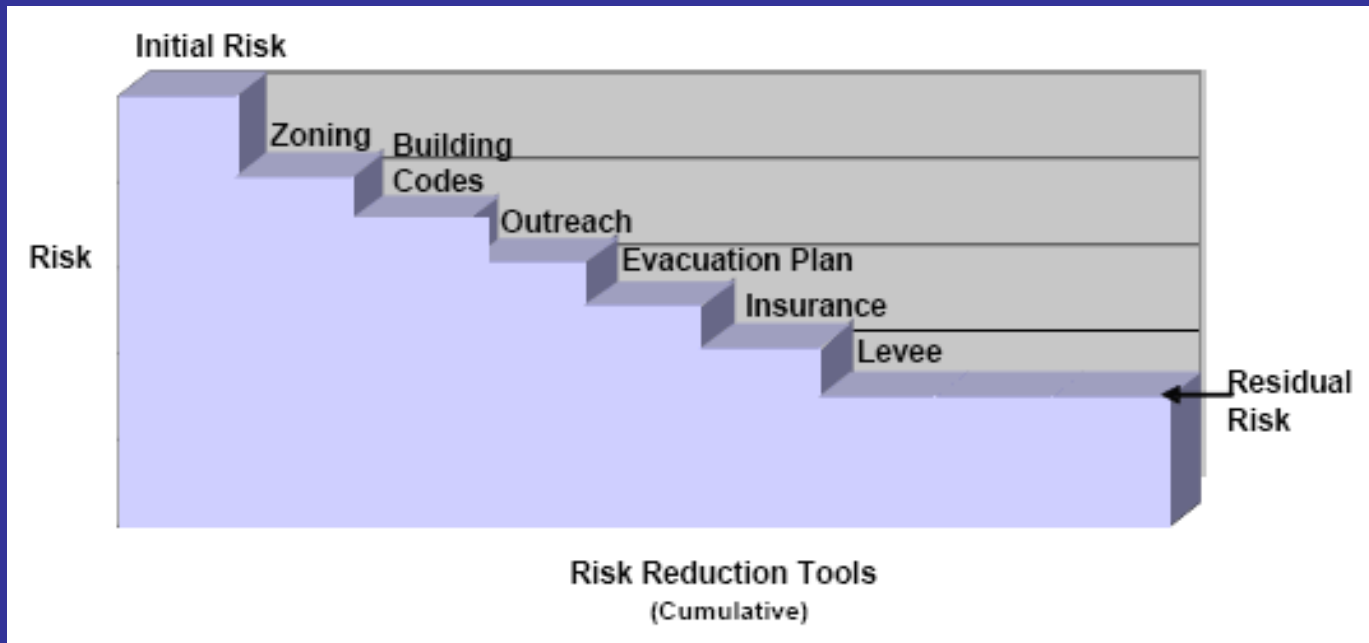 Initial Risk
Zoning
Building
Codes
Outreach
Evacuation Plan
Insurance
Levee
Risk
Residual
Risk
Risk Reduction Tools
(Cumulative)